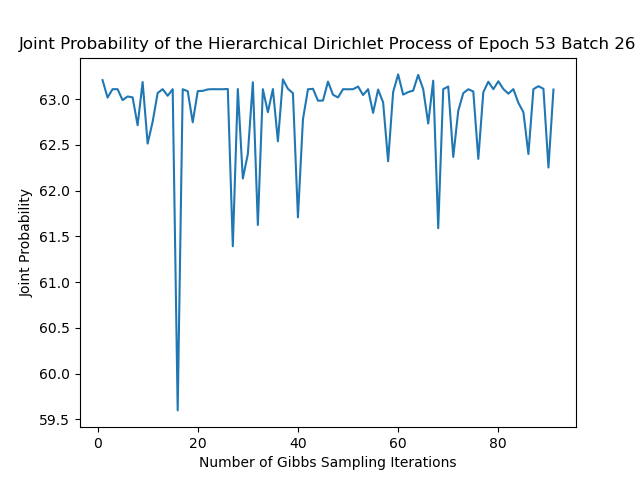 Joint Probability of the Hierarchical Dirichlet Process of Epoch 53 Batch 26
63.0
62.5
62.0
61.5
61.0
60.5
60.0
59.5
Joint Probability
0 20 40 60 80
Number of Gibbs Sampling Iterations